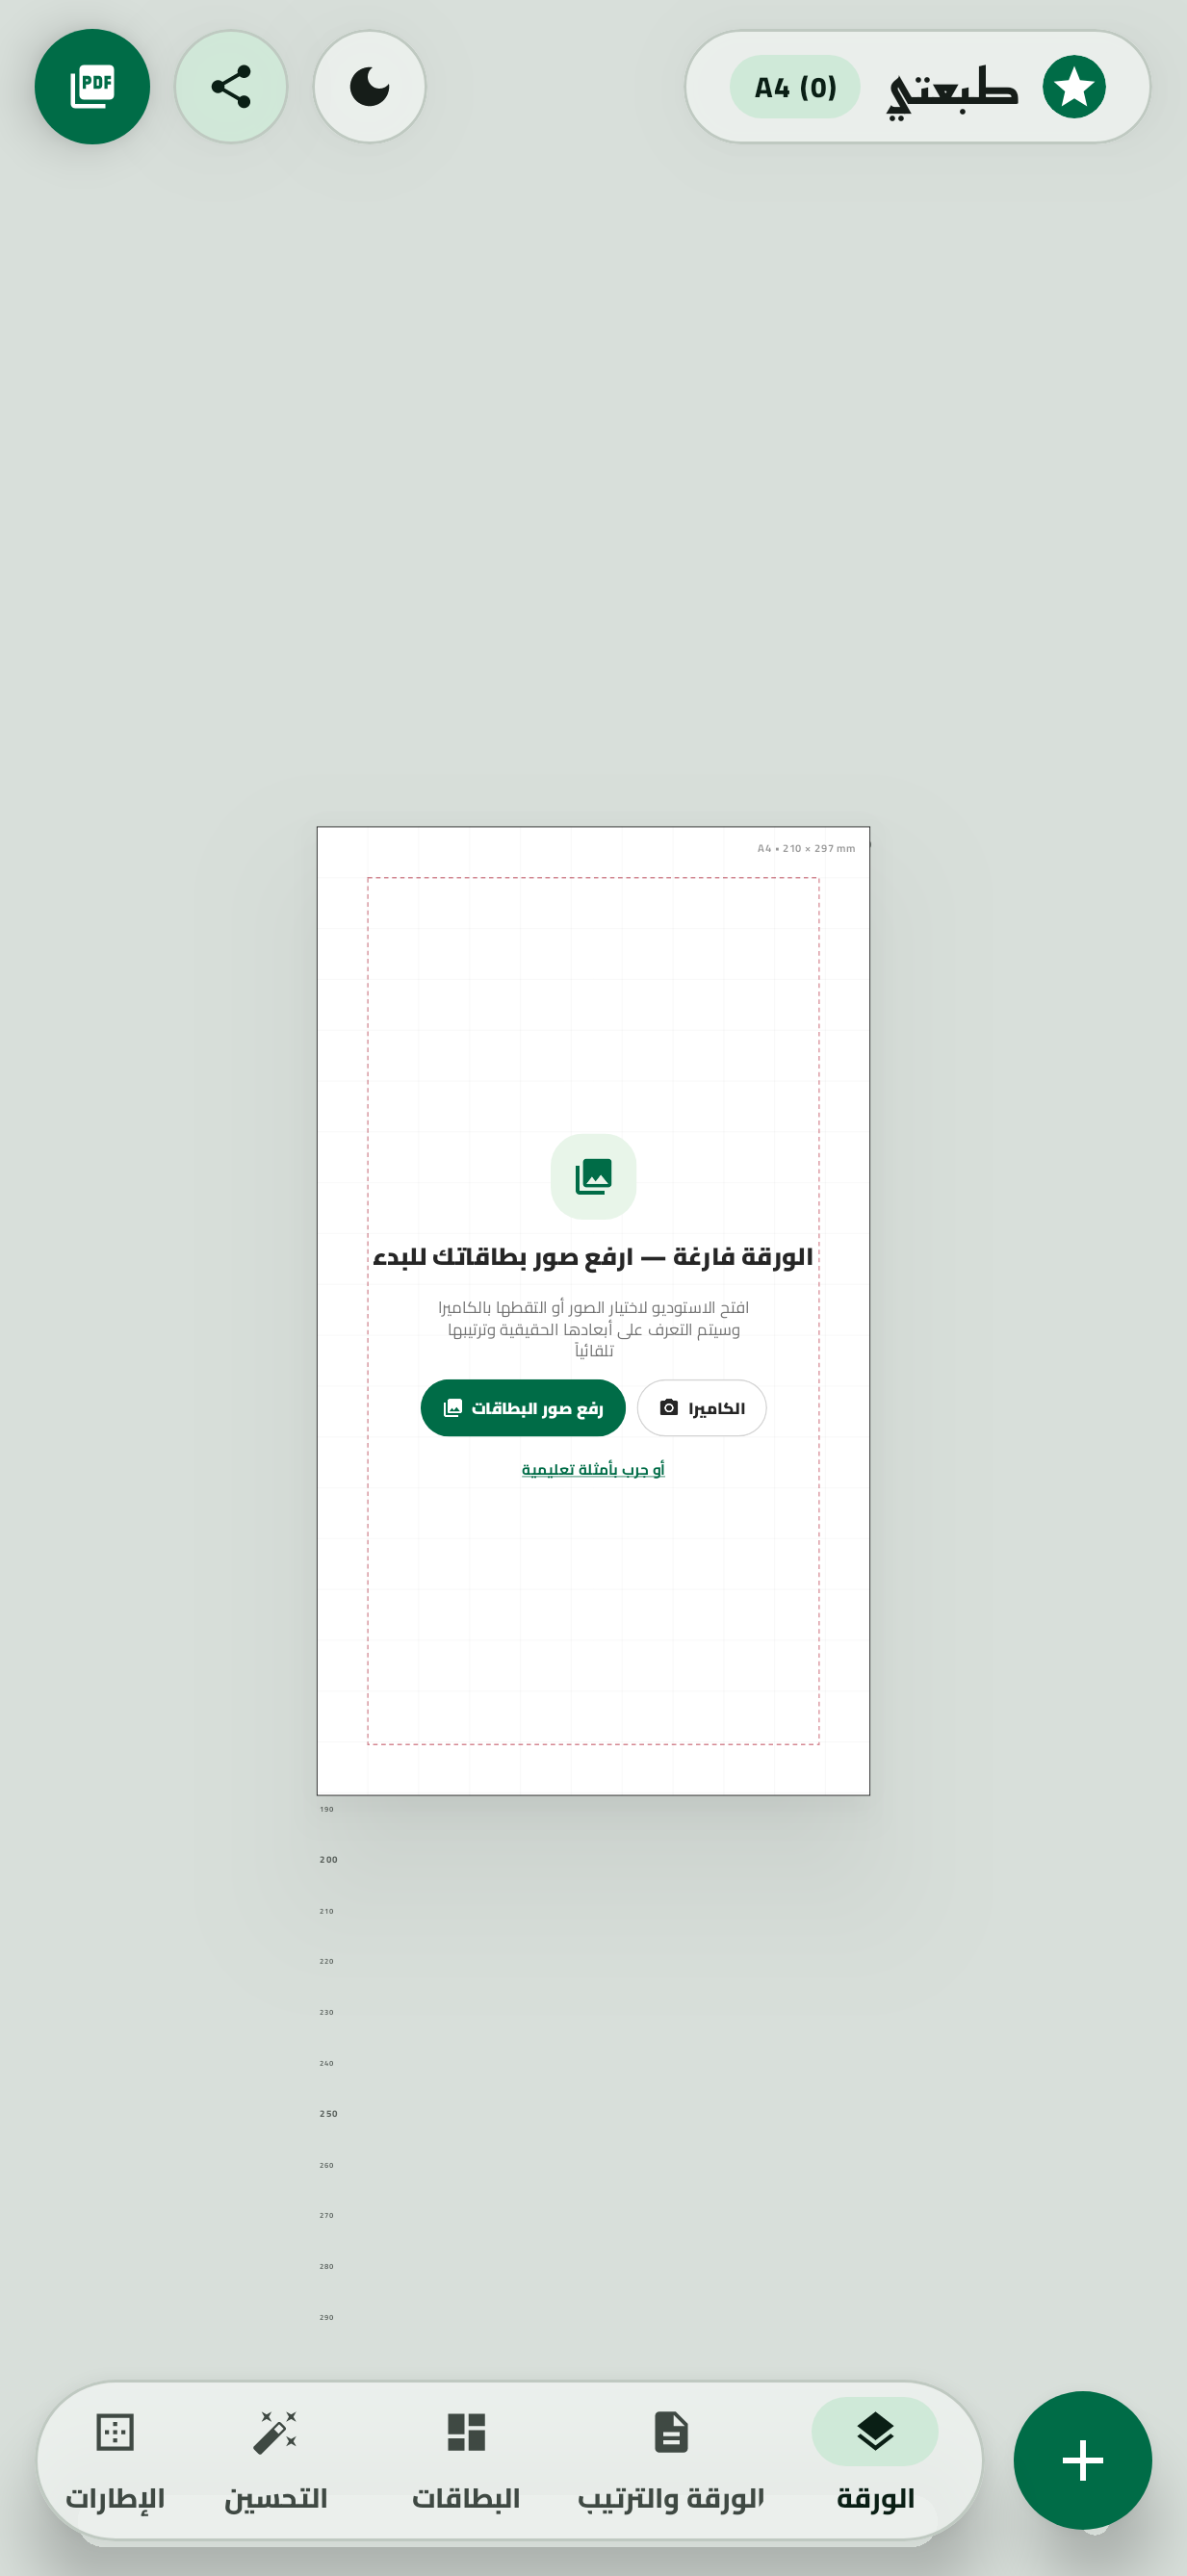 طبعتي
A4 (0)
PDF
A4 • 210 × 297 mm
الورقة فارغة — ارفع صور بطاقاتك للبدء
افتح الاستوديو لاختيار الصور أو التقطها بالكاميرا
وسيتم التعرف على أبعادها الحقيقية وترتيبها
تلقائياً
الكاميرا
رفع صور البطاقات
أو جرب بأمثلة تعليمية
190
200
210
220
230
240
250
260
270
280
290
الورقة
الورقة والترتيب
البطاقات
التحسين
الإطارات